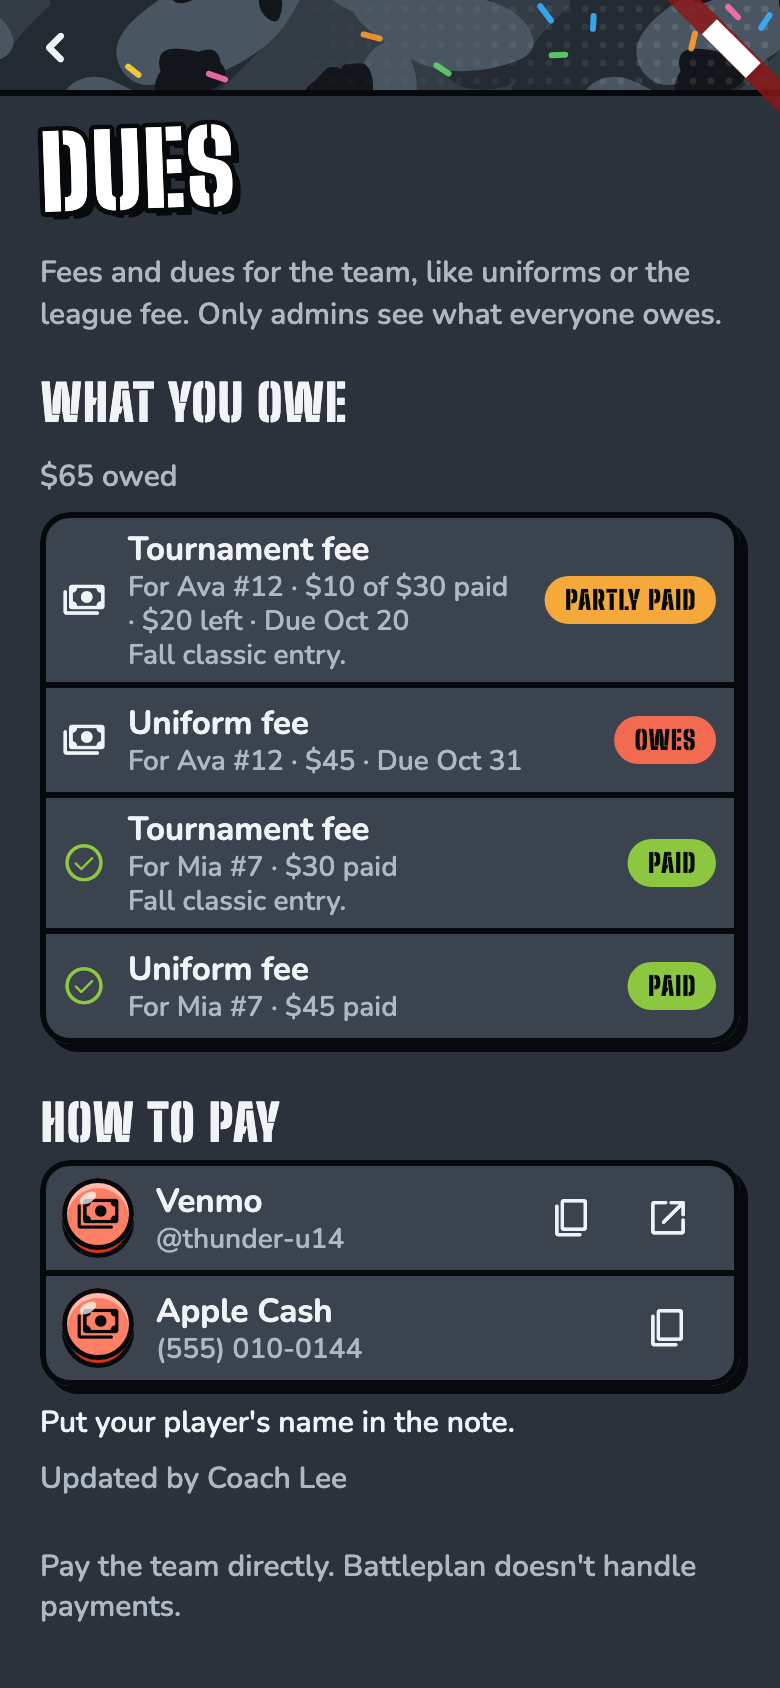 DUES
Fees and dues for the team, like uniforms or the
league fee. Only admins see what everyone owes.
WHAT YOU OWE
$65 owed
Tournament fee
For Ava #12 · $10 of $30 paid
· $20 left · Due Oct 20
Fall classic entry.
PARTLY PAID
Uniform fee
For Ava #12 · $45 · Due Oct 31
OWES
Tournament fee
For Mia #7 · $30 paid
Fall classic entry.
PAID
Uniform fee
For Mia #7 · $45 paid
PAID
HOW TO PAY
Venmo
@thunder-u14
Apple Cash
(555) 010-0144
Put your player's name in the note.
Updated by Coach Lee
Pay the team directly. Battleplan doesn't handle
payments.